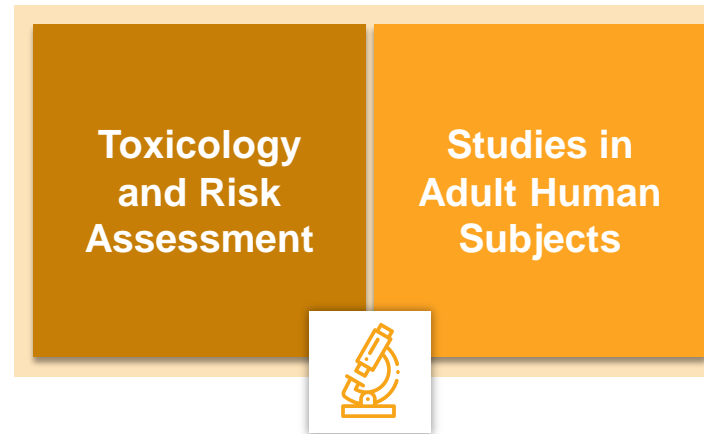 Toxicology
and Risk
Assessment
Studies in
Adult Human
Subjects